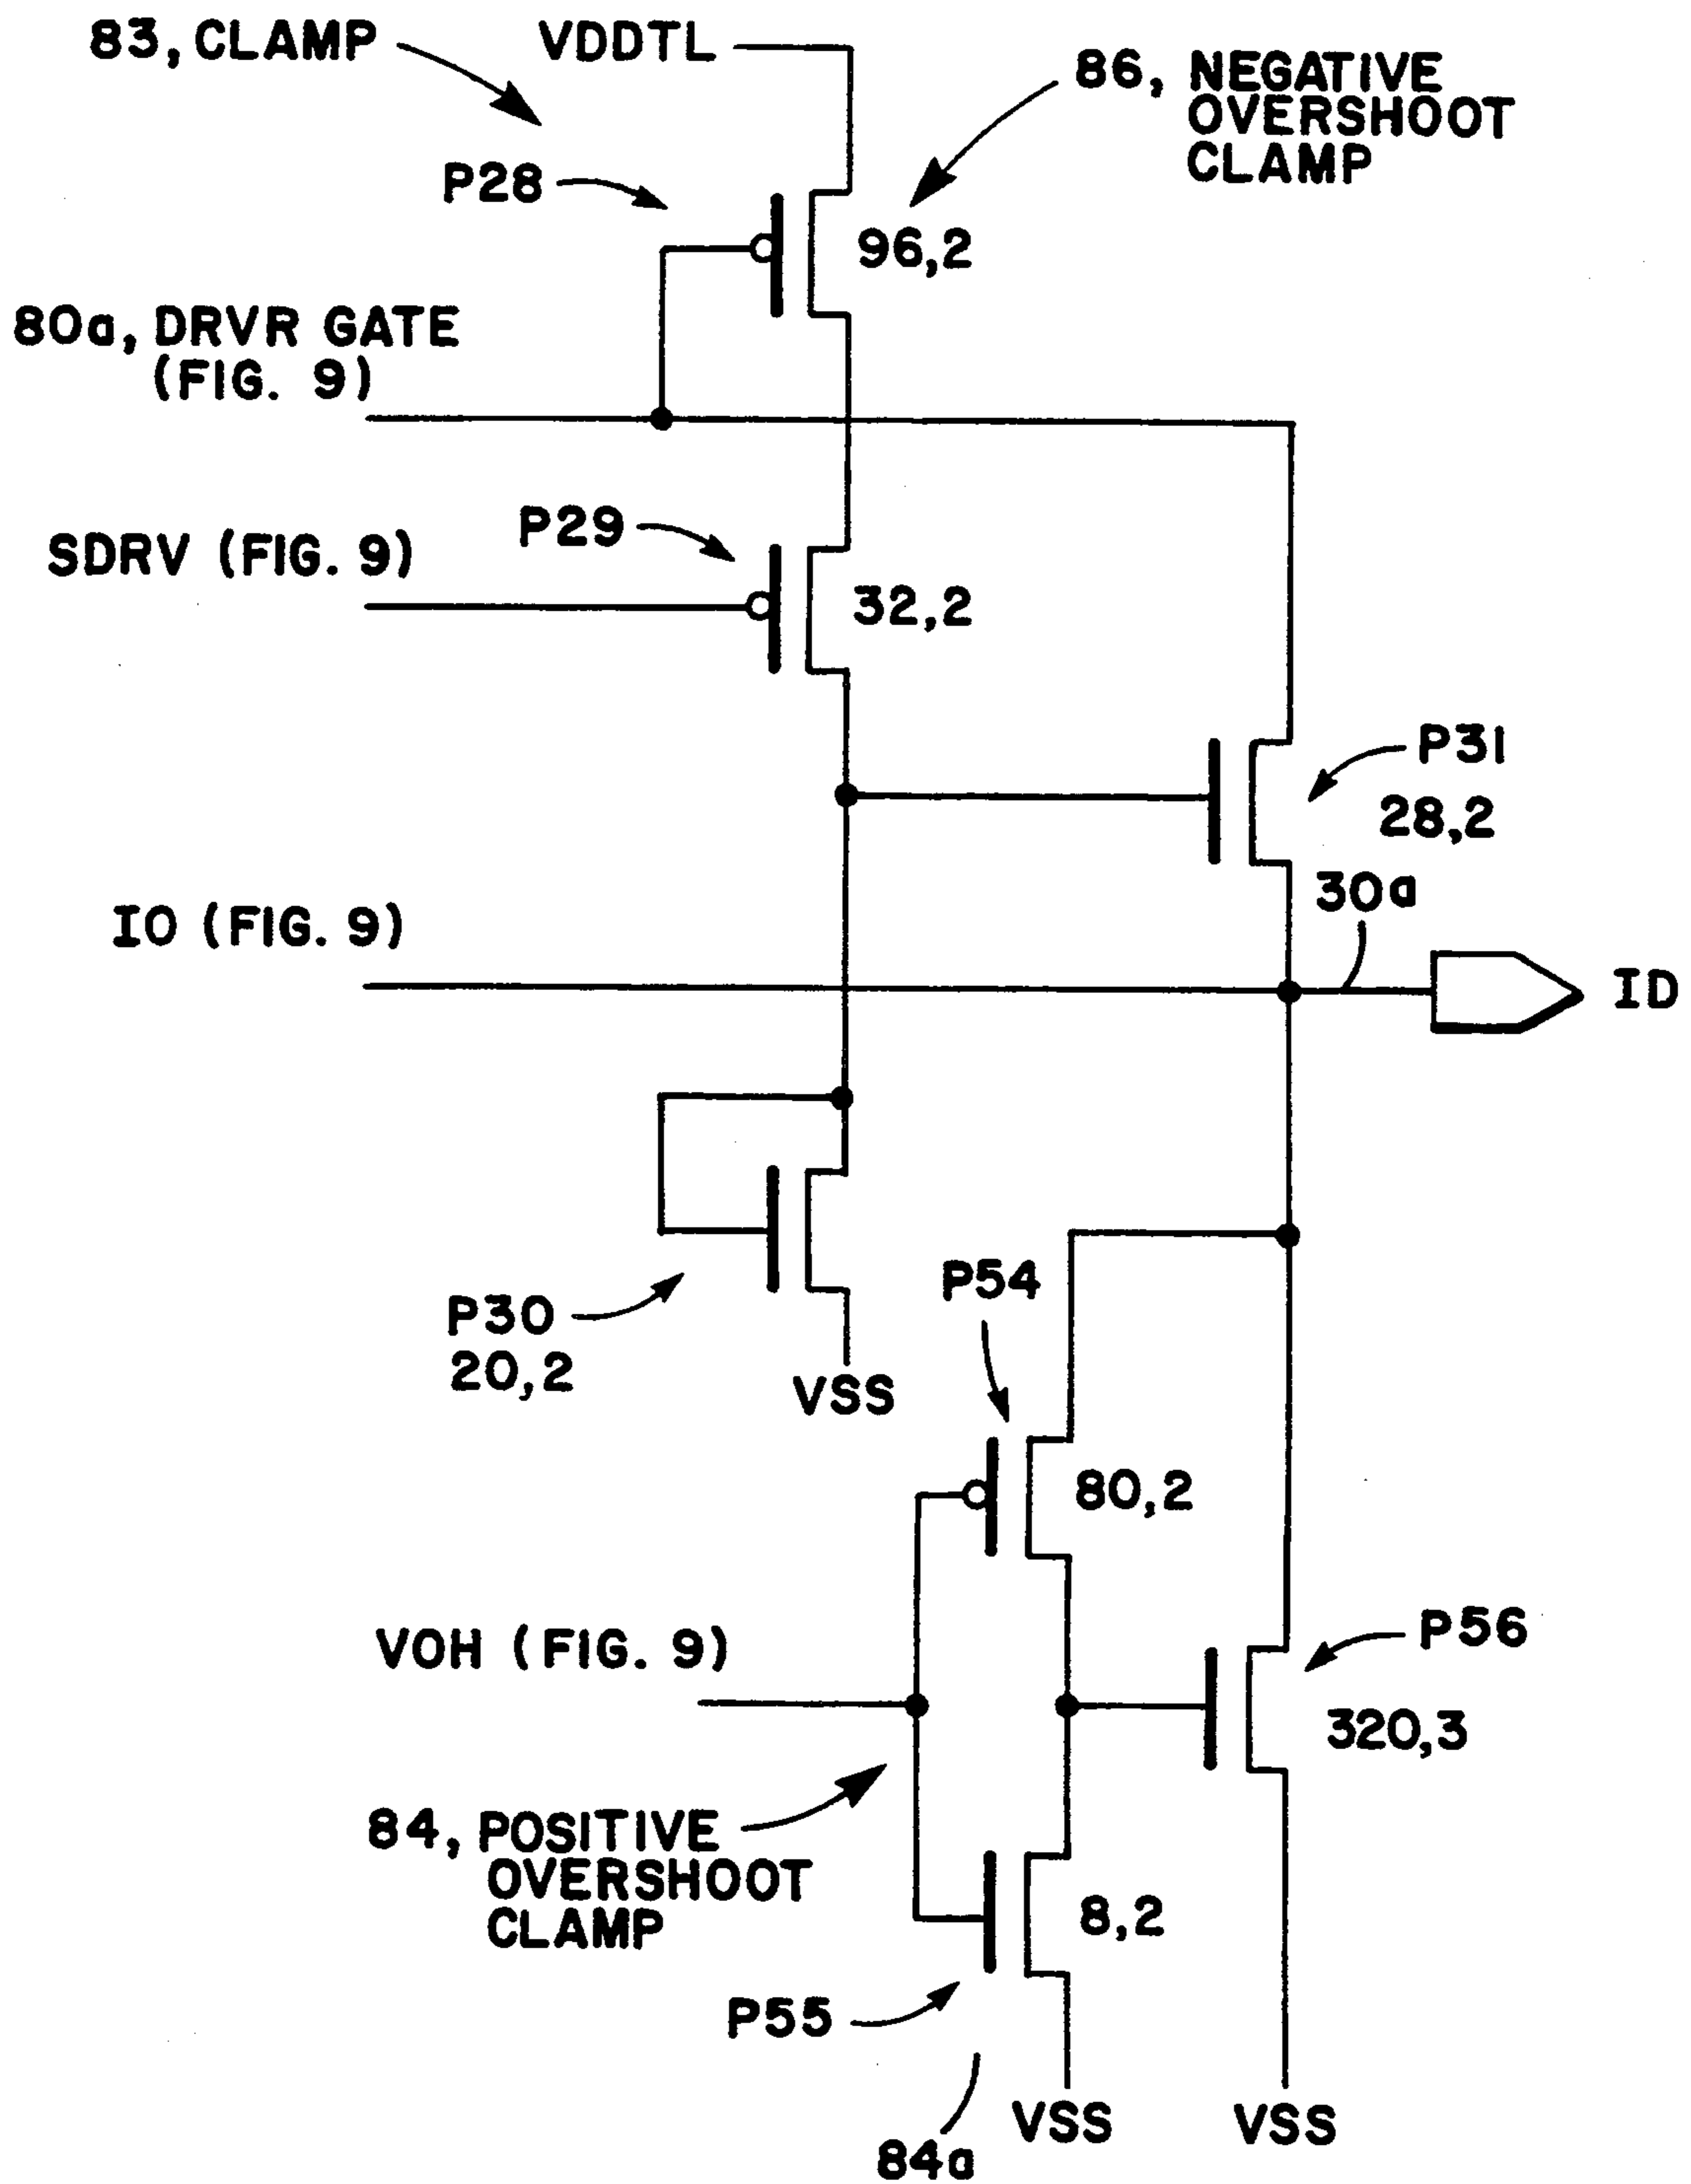 83, CLAMP
VDDTL
86, NEGATIVE
OVERSHOOT
CLAMP
P28
96,2
80a, DRVR GATE
(FIG. 9)
P29
SDRV (FIG. 9)
32,2
P31
28,2
30a
IO (FIG. 9)
ID
P54
P30
20,2
VSS
80,2
P56
VOH (FIG. 9)
320,3
84, POSITIVE
OVERSHOOT
CLAMP
8,2
P55
VSS
VSS
84a